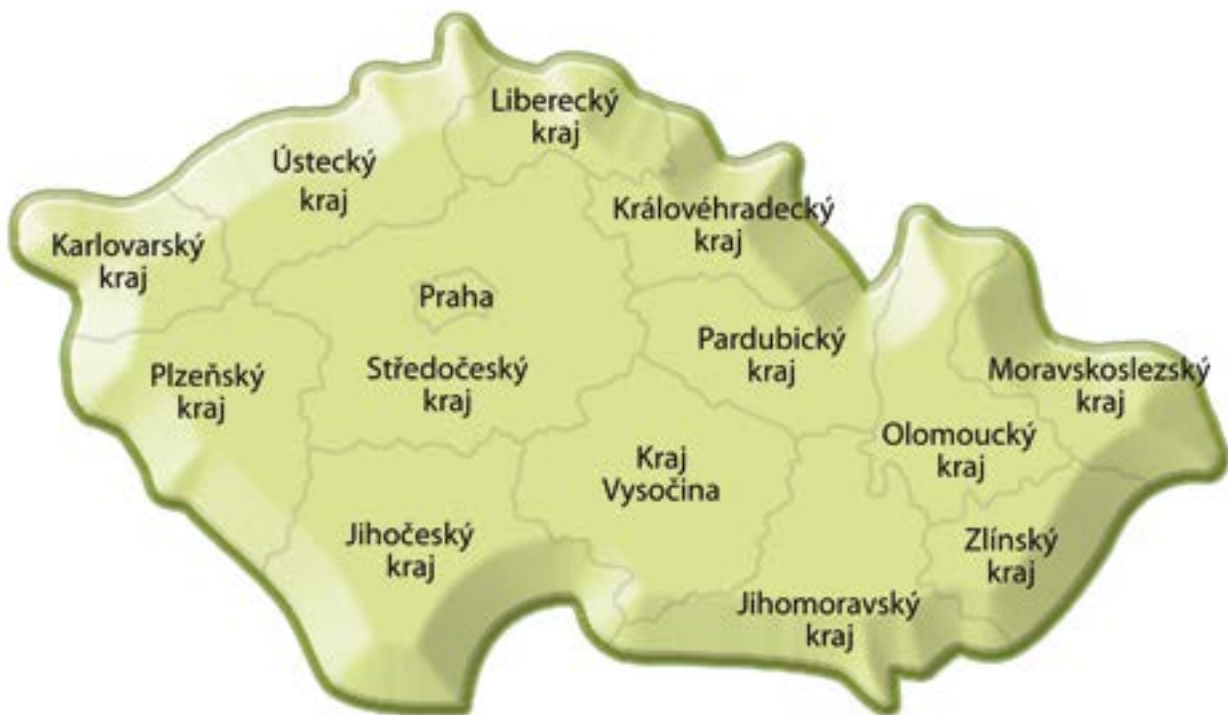 Liberecký
kraj
Ústecký
kraj
Královéhradecký
kraj
Karlovarský
kraj
Praha
Pardubický
kraj
Plzeňský
kraj
Středočeský
kraj
Moravskoslezský
kraj
Olomoucký
kraj
Kraj
Vysočina
Jihočeský
kraj
Zlínský
kraj
Jihomoravský
kraj